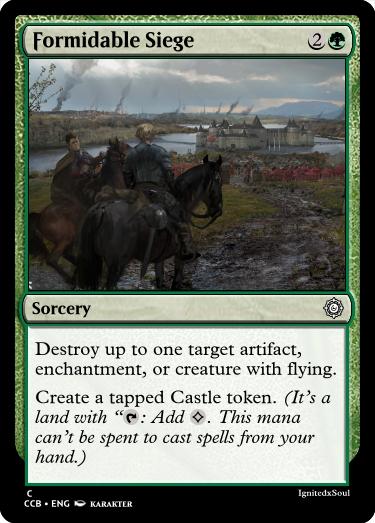 Formidable Siege 2
Sorcery
Destroy up to one target artifact,
enchantment, or creature with flying.
Create a tapped Castle token. (It's a
land with “: Add . This mana
can't be spent to cast spells from your
hand.)
C
CCB • ENG KARAKTER
IgnitedxSoul